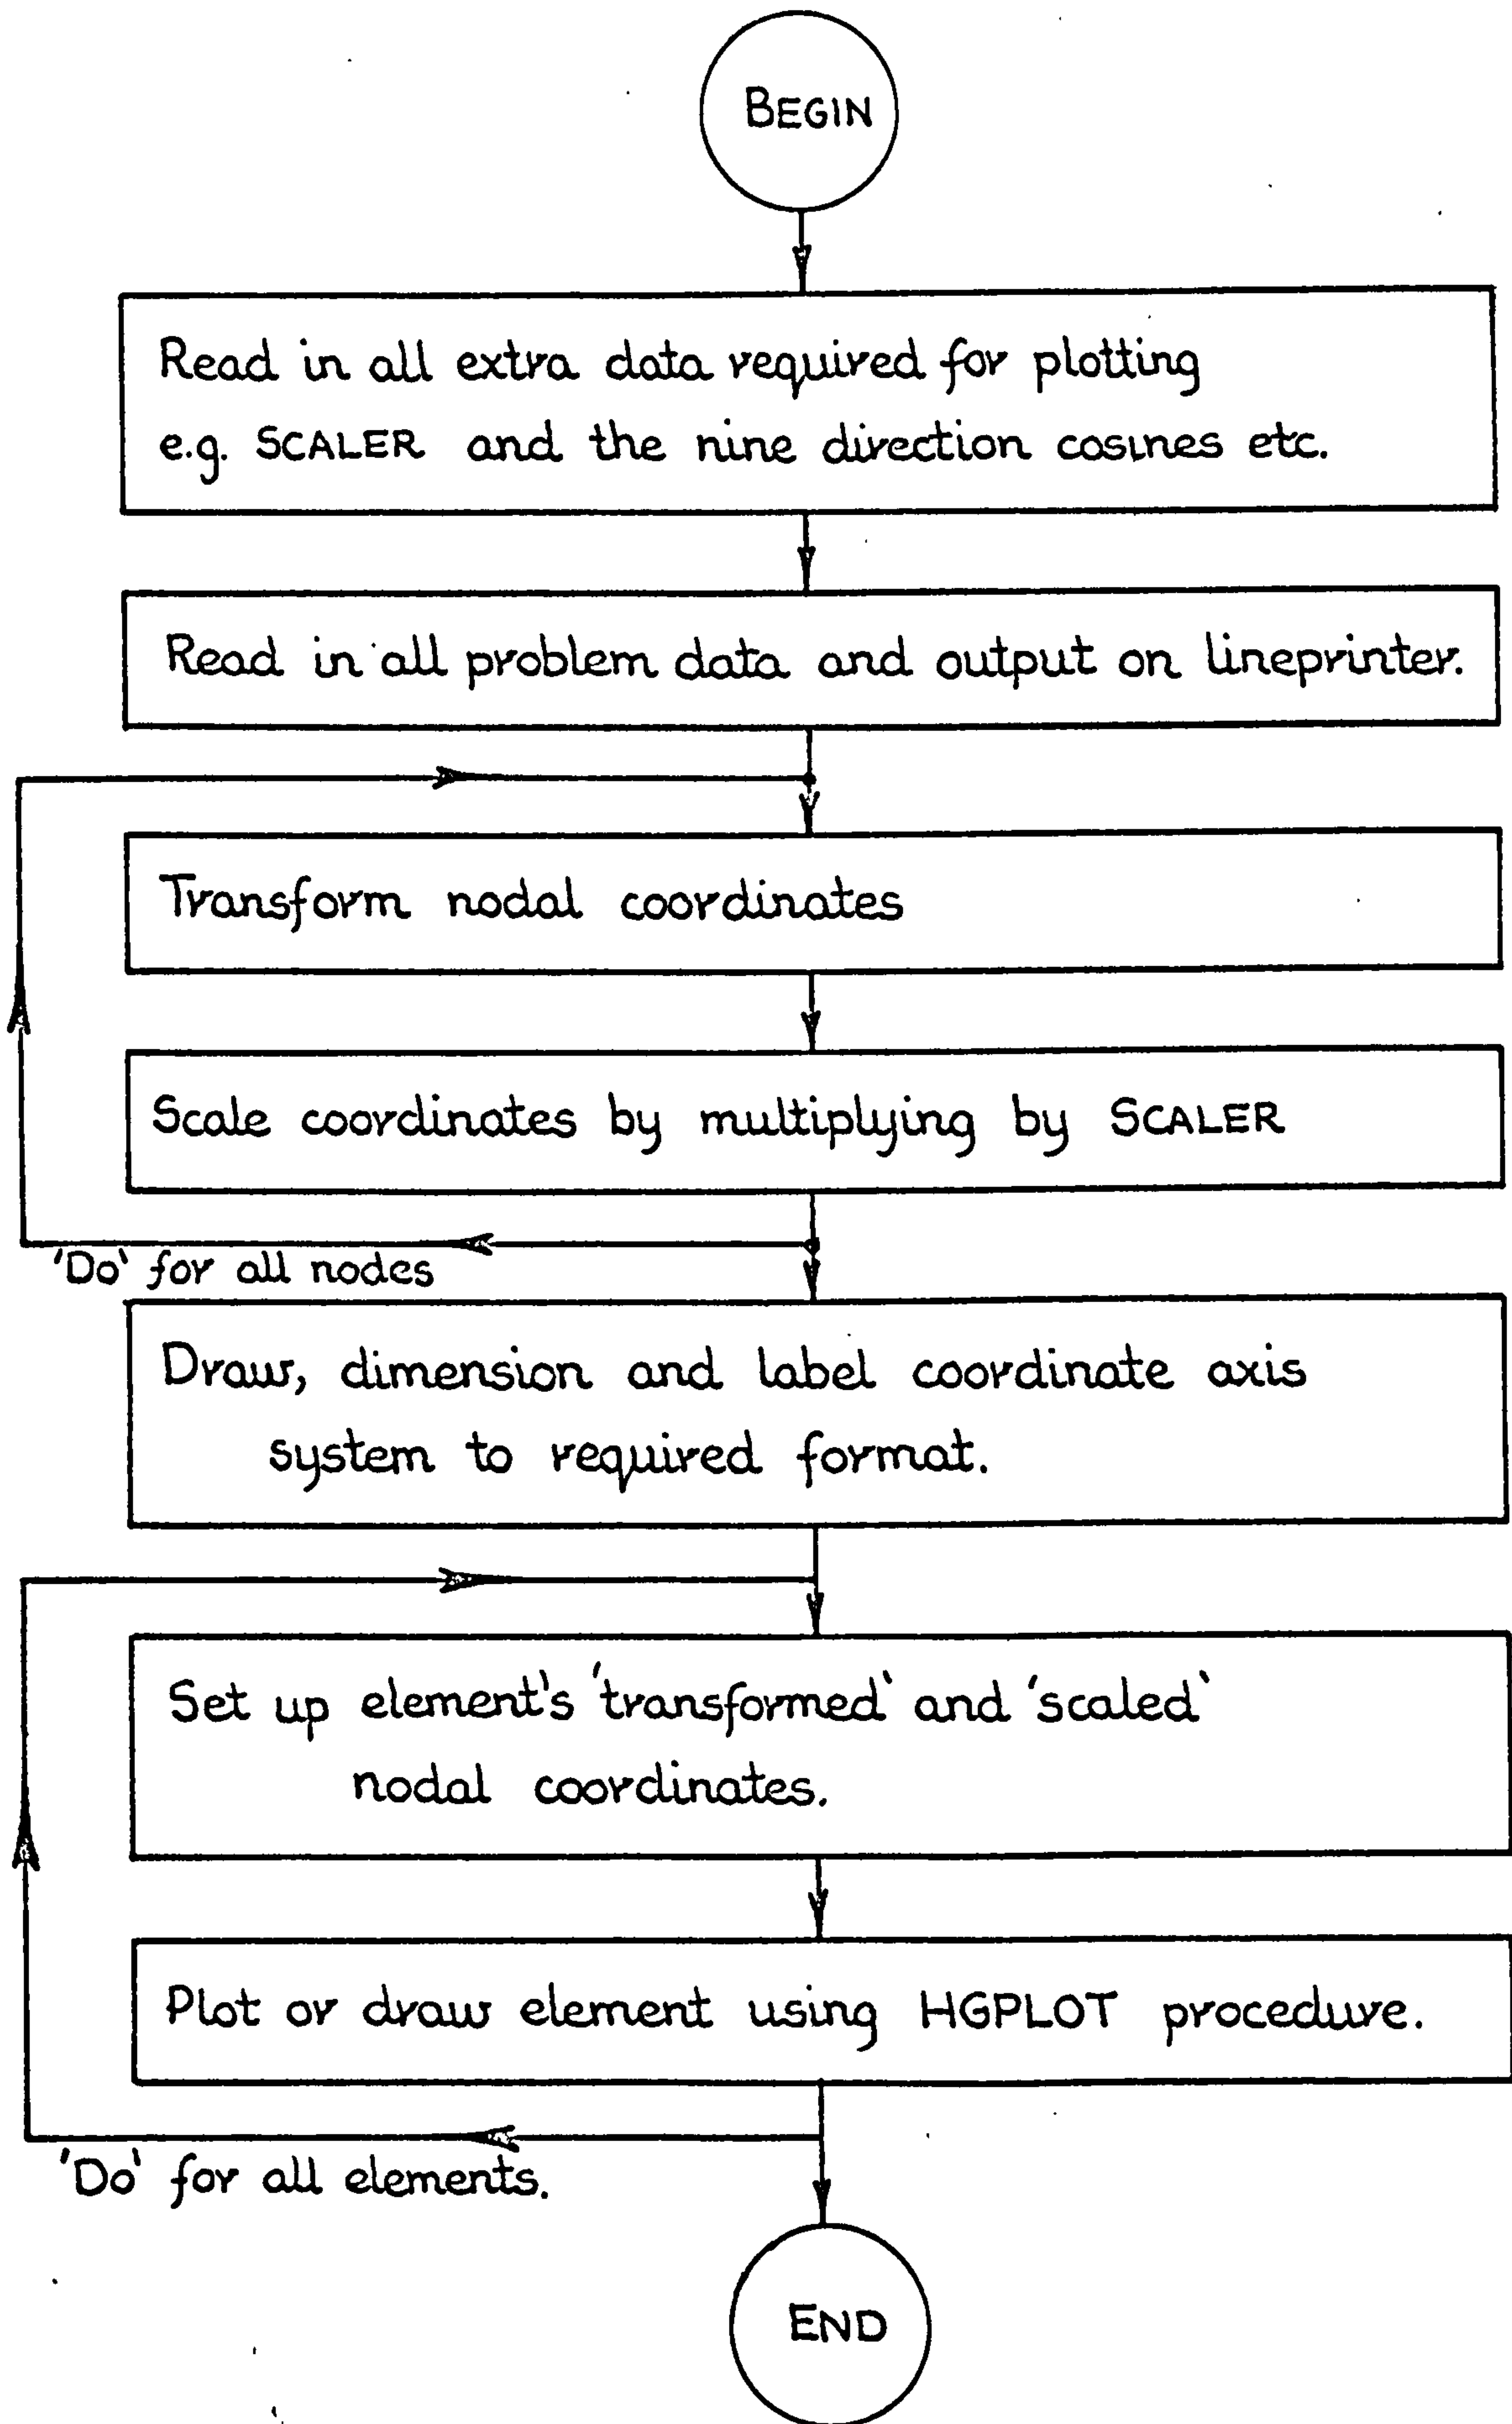 BEGIN
Read in all extra data required for plotting
e.g. SCALER and the nine direction cosines etc.
Read in all problem data and output on lineprinter.
Transform nodal coordinates
Scale coordinates by multiplying by SCALER
'Do' for all nodes
Draw, dimension and label coordinate axis
system to required format.
Set up element's 'transformed' and 'scaled'
nodal coordinates.
Plot or draw element using HGPLOT procedure.
'Do' for all elements.
END